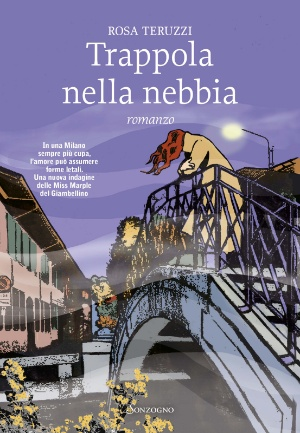 ROSA TERUZZI
Trappola
nella nebbia
romanzo
In una Milano
sempre più cupa,
l'amore può assumere
forme letali.
Una nuova indagine
delle Miss Marple
del Giambellino
SONZOGNO